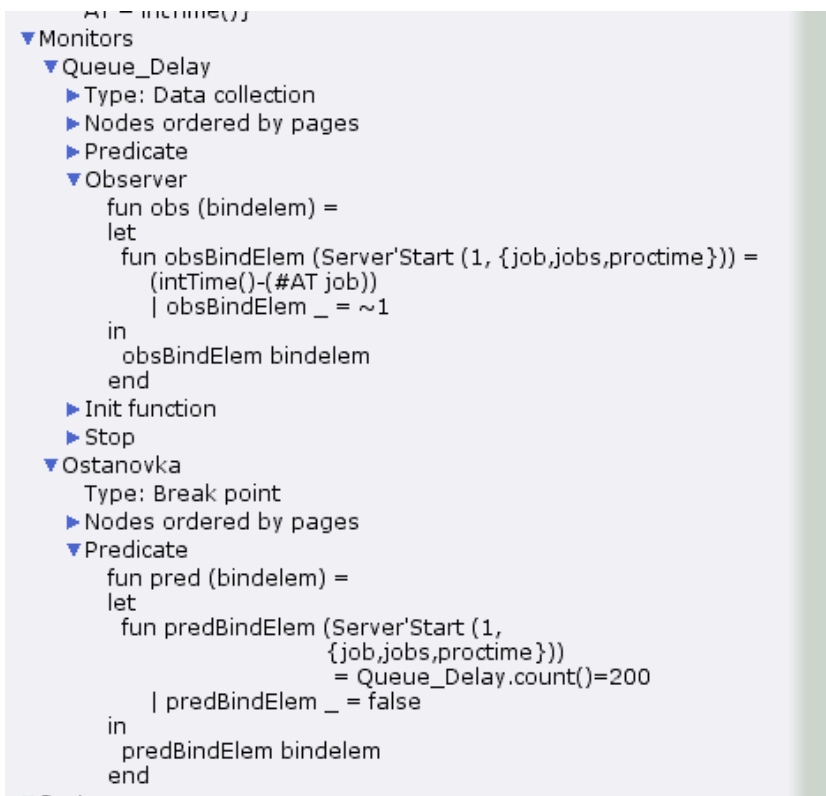 AT = intTime()}
Monitors
Queue_Delay
Type: Data collection
Nodes ordered by pages
Predicate
Observer
fun obs (bindelem) =
let
fun obsBindElem (Server'Start (1, {job,jobs,proctime})) =
(intTime()-(#AT job))
| obsBindElem _ = ~1
in
obsBindElem bindelem
end
Init function
Stop
Ostanovka
Type: Break point
Nodes ordered by pages
Predicate
fun pred (bindelem) =
let
fun predBindElem (Server'Start (1,
{job,jobs,proctime}))
= Queue_Delay.count()=200
| predBindElem _ = false
in
predBindElem bindelem
end